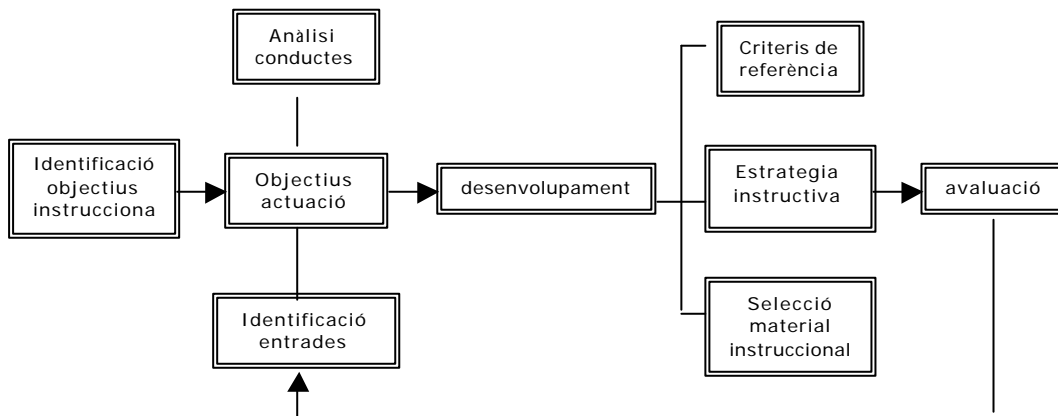 Anàlisi
conductes
Criteris de
referència
Identificació
objectius
instrucciona
Objectius
actuació
desenvolupament
Estrategia
instructiva
avaluació
Identificació
entrades
Selecció
material
instruccional